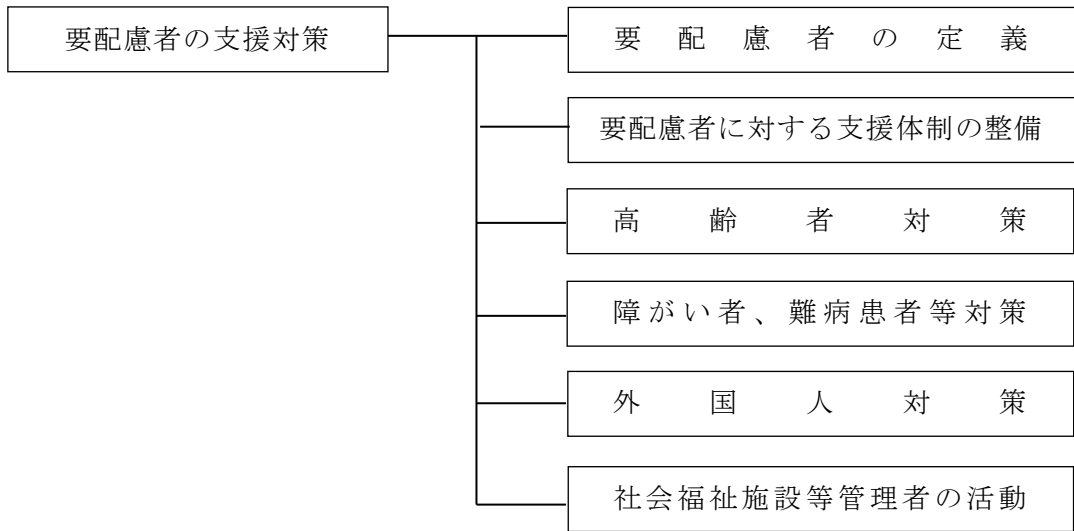 要配慮者の支援対策
要配慮者の定義
要配慮者に対する支援体制の整備
高齢者対策
障がい者、難病患者等対策
外国人対策
社会福祉施設等管理者の活動